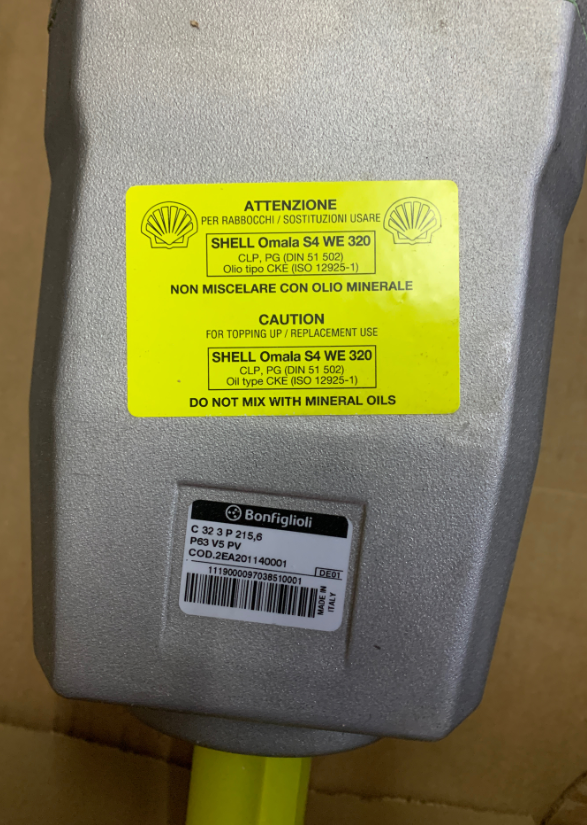 ATTENZIONE
PER RABBOCCHI / SOSTITUZIONI USARE
SHELL Omala S4 WE 320
CLP, PG (DIN 51 502)
Olio tipo CKE (ISO 12925-1)
NON MISCELARE CON OLIO MINERALE
CAUTION
FOR TOPPING UP / REPLACEMENT USE
SHELL Omala S4 WE 320
CLP, PG (DIN 51 502)
Oil type CKE (ISO 12925-1)
DO NOT MIX WITH MINERAL OILS
Bonfiglioli
C 32 3 P 215,6
P63 V5 PV
COD.2EA201140001
DE01
1119000097038510001
MADE IN
ITALY